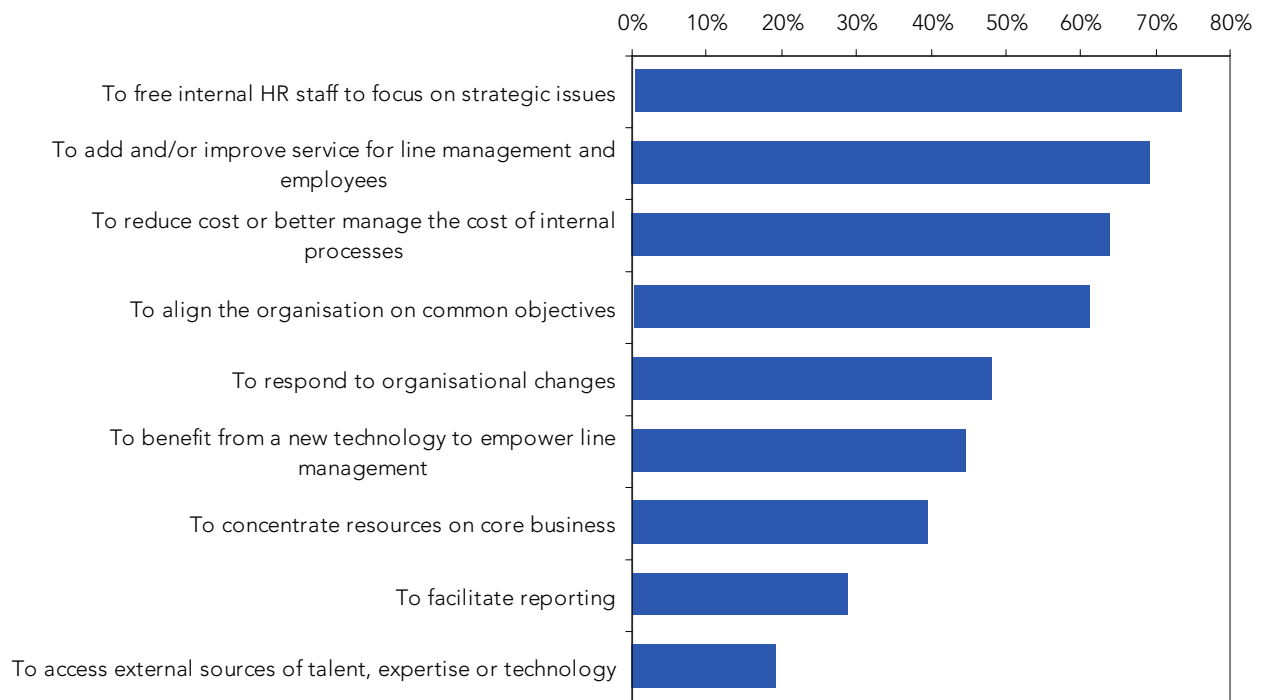 0% 10% 20% 30% 40% 50% 60% 70% 80%
To free internal HR staff to focus on strategic issues
To add and/or improve service for line management and
employees
To reduce cost or better manage the cost of internal
processes
To align the organisation on common objectives
To respond to organisational changes
To benefit from a new technology to empower line
management
To concentrate resources on core business
To facilitate reporting
To access external sources of talent, expertise or technology